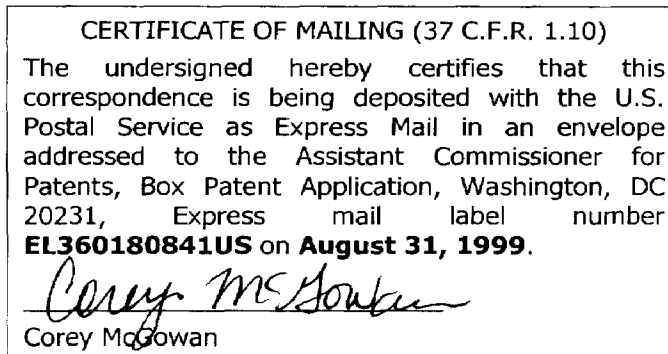 CERTIFICATE OF MAILING (37 C.F.R. 1.10)
The undersigned hereby certifies that this
correspondence is being deposited with the U.S.
Postal Service as Express Mail in an envelope
addressed to the Assistant Commissioner for
Patents, Box Patent Application, Washington, DC
20231, Express mail label number
EL360180841US on August 31, 1999.
Corey McGowan
Corey McGowan